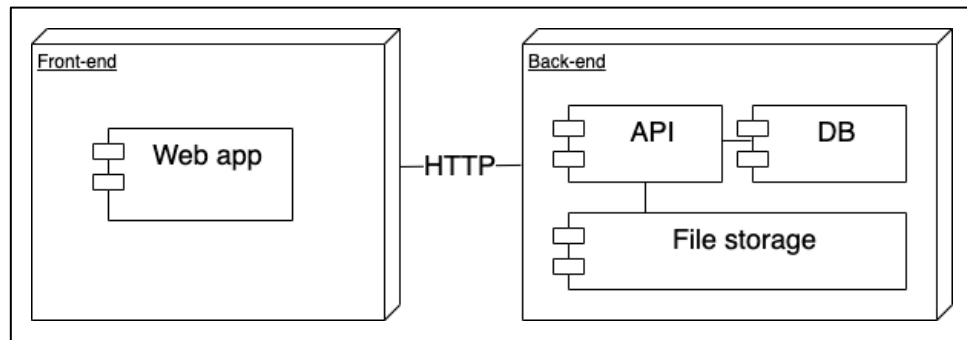 Front-end
Web app
HTTP
Back-end
API
DB
File storage